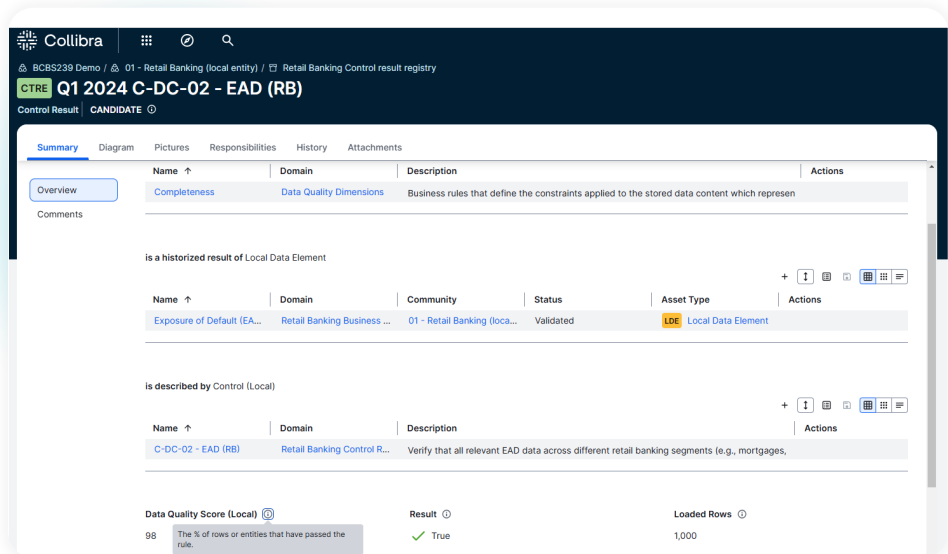 Collibra
BCBS239 Demo / 01 - Retail Banking (local entity) / Retail Banking Control result registry
CTRE Q1 2024 C-DC-02 - EAD (RB)
Control Result CANDIDATE
Summary Diagram Pictures Responsibilities History Attachments
Overview
Comments
Name ↑ Domain Description Actions
Completeness Data Quality Dimensions Business rules that define the constraints applied to the stored data content which represen
is a historized result of Local Data Element
Name ↑ Domain Community Status Asset Type Actions
Exposure of Default (EA... Retail Banking Business ... 01 - Retail Banking (loca... Validated LDE Local Data Element
is described by Control (Local)
Name ↑ Domain Description Actions
C-DC-02 - EAD (RB) Retail Banking Control R... Verify that all relevant EAD data across different retail banking segments (e.g., mortgages,
Data Quality Score (Local) Result Loaded Rows
98 The % of rows or entities that have passed the rule. True 1,000